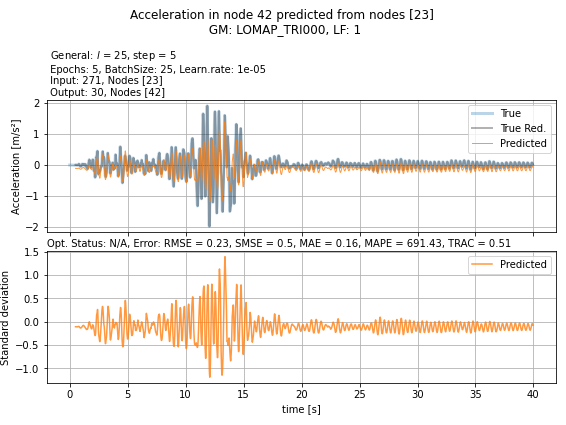 Acceleration in node 42 predicted from nodes [23]
GM: LOMAP_TRI000, LF: 1
General: l = 25, step = 5
Epochs: 5, BatchSize: 25, Learn.rate: 1e-05
Input: 271, Nodes [23]
Output: 30, Nodes [42]
Acceleration [m/s²]
2
1
0
−1
−2
True
True Red.
Predicted
Opt. Status: N/A, Error: RMSE = 0.23, SMSE = 0.5, MAE = 0.16, MAPE = 691.43, TRAC = 0.51
Standard deviation
1.5
1.0
0.5
0.0
−0.5
−1.0
Predicted
0 5 10 15 20 25 30 35 40
time [s]